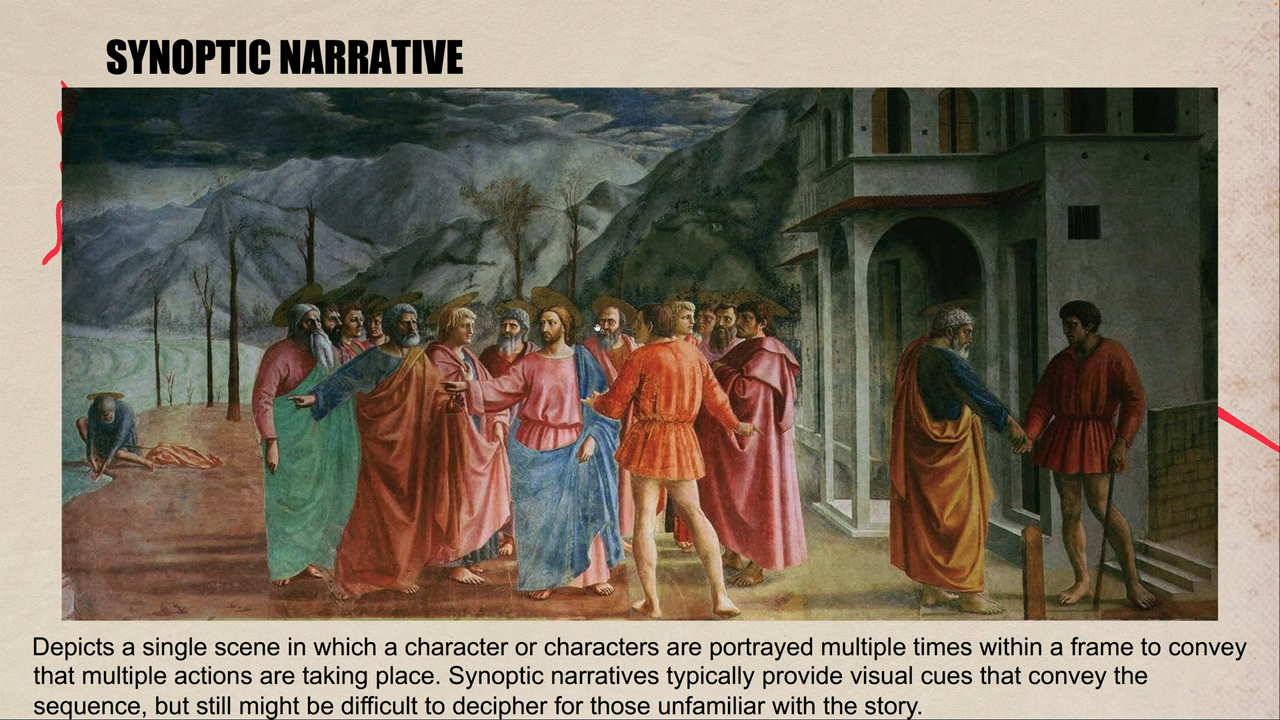 SYNOPTIC NARRATIVE
Depicts a single scene in which a character or characters are portrayed multiple times within a frame to convey
that multiple actions are taking place. Synoptic narratives typically provide visual cues that convey the
sequence, but still might be difficult to decipher for those unfamiliar with the story.